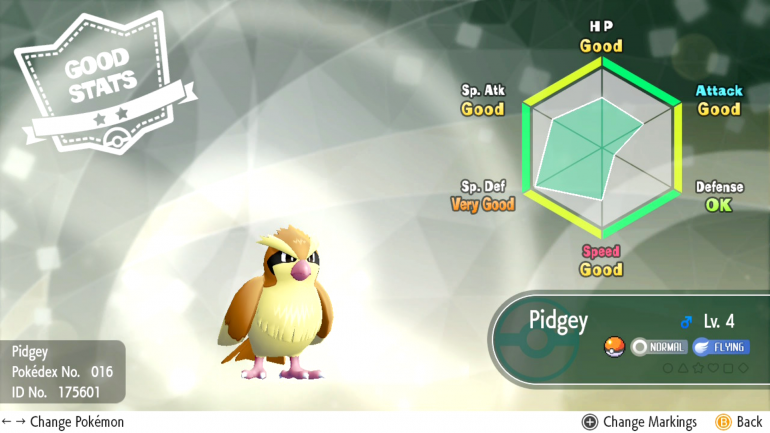 GOOD
STATS
HP
Good
Sp. Atk
Good
Attack
Good
Sp. Def
Very Good
Defense
OK
Speed
Good
Pidgey
♂ Lv. 4
NORMAL FLYING
Pidgey
Pokédex No. 016
ID No. 175601
←→ Change Pokémon
Change Markings
B Back